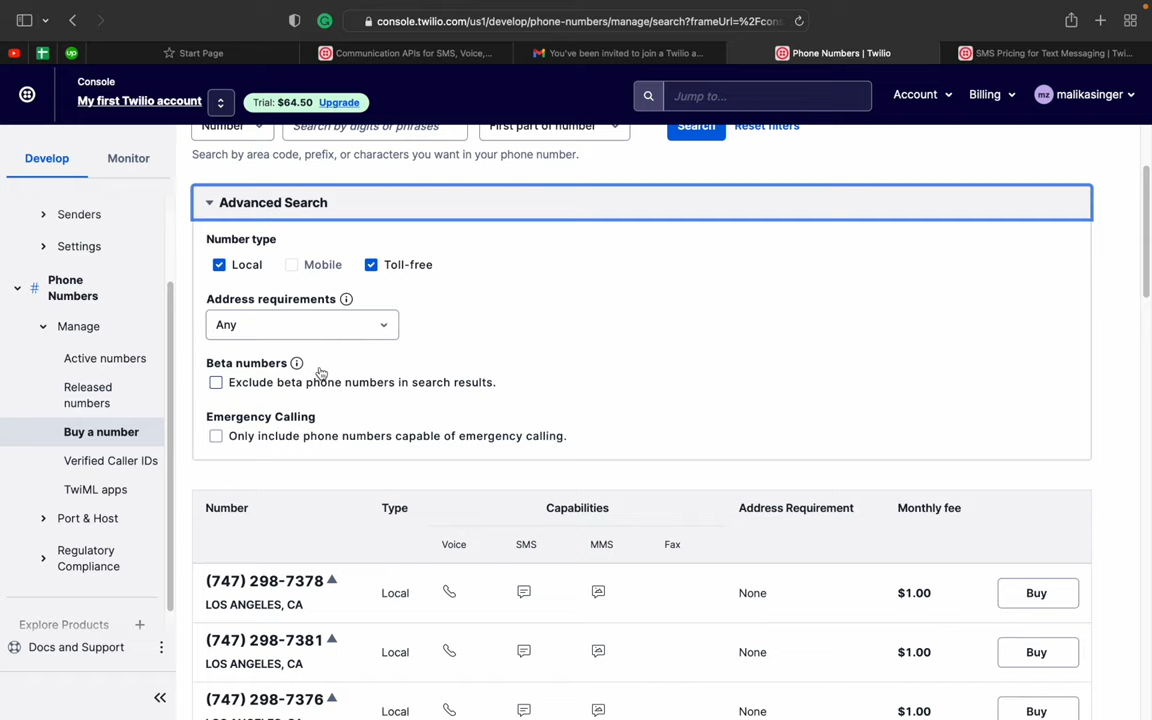 console.twilio.com/us1/develop/phone-numbers/manage/search?frameUrl=%2Fcons
up
Start Page
Communication APIs for SMS, Voice,...
You've been invited to join a Twilio a...
Phone Numbers | Twilio
SMS Pricing for Text Messaging | Twi...
Console
My first Twilio account
Trial: $64.50 Upgrade
Jump to...
Account
Billing
mz malikasinger
Develop
Monitor
Number
Search by digits or phrases
First part of number
Search
Reset filters
Search by area code, prefix, or characters you want in your phone number.
Senders
Settings
# Phone
Numbers
Manage
Active numbers
Released
numbers
Buy a number
Verified Caller IDs
TwiML apps
Port & Host
Regulatory
Compliance
Explore Products +
Docs and Support
Advanced Search
Number type
Local Mobile Toll-free
Address requirements
Any
Beta numbers
Exclude beta phone numbers in search results.
Emergency Calling
Only include phone numbers capable of emergency calling.
Number Type Capabilities Address Requirement Monthly fee
Voice SMS MMS Fax
(747) 298-7378
LOS ANGELES, CA
Local None $1.00 Buy
(747) 298-7381
LOS ANGELES, CA
Local None $1.00 Buy
(747) 298-7376
Local None $1.00 Buy